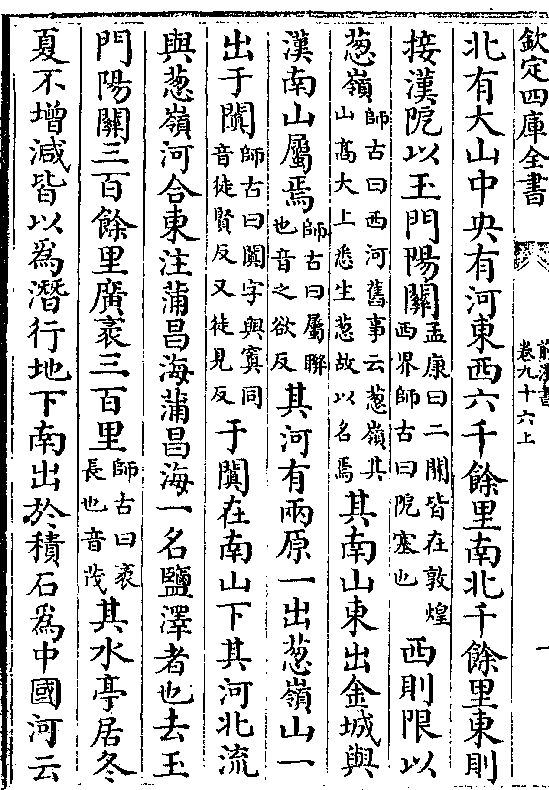 欽定四庫全書
前漢書
卷九十六上
一
北有大山中央有河東西六千餘里南北千餘里東則
接漢阸以玉門陽關孟康曰二關皆在敦煌西界師古曰阸塞也西則限以
葱嶺師古曰西河舊事云葱嶺其山髙大上悉生葱故以名焉其南山東出金城與
漢南山屬焉師古曰屬聯也音之欲反其河有兩原一出葱嶺山一
出于闐師古曰闐字與窴同音徒賢反又徒見反于闐在南山下其河北流
與葱嶺河合東注蒲昌海蒲昌海一名鹽澤者也去玉
門陽關三百餘里廣袤三百里師古曰袤長也音茂其水亭居冬
夏不增減皆以為潛行地下南出於積石為中國河云